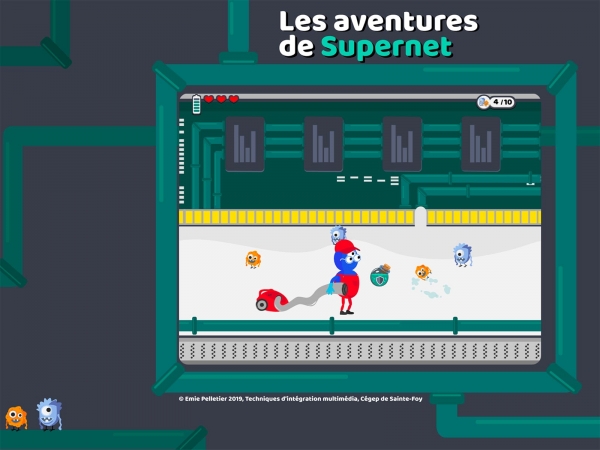 Les aventures
de Supernet
4 /10
© Emie Pelletier 2019, Techniques d'intégration multimédia, Cégep de Sainte-Foy